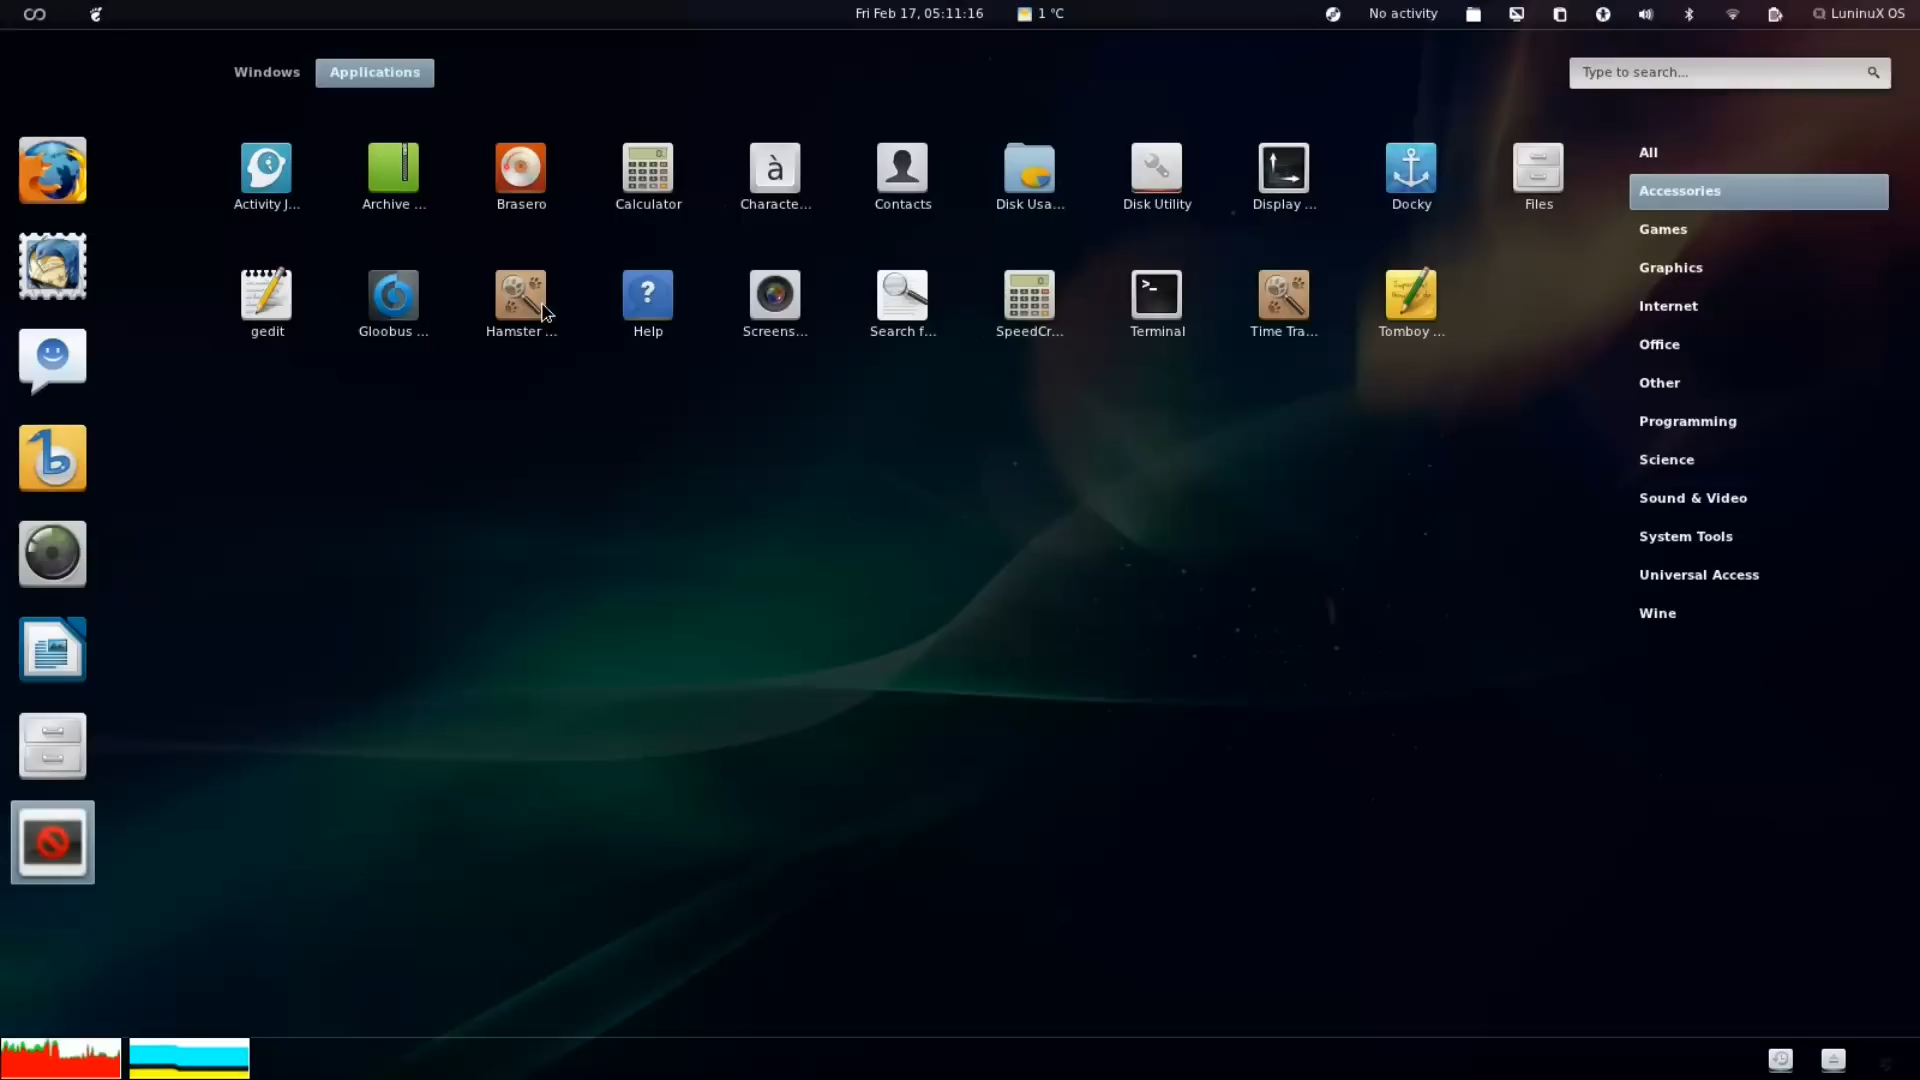 Fri Feb 17, 05:11:16 1 °C No activity LuninuX OS
Windows Applications Type to search...
Activity J... Archive ... Brasero Calculator Characte... Contacts Disk Usa... Disk Utility Display ... Docky Files
gedit Gloobus ... Hamster ... Help Screens... Search f... SpeedCr... Terminal Time Tra... Tomboy ...
All
Accessories
Games
Graphics
Internet
Office
Other
Programming
Science
Sound & Video
System Tools
Universal Access
Wine